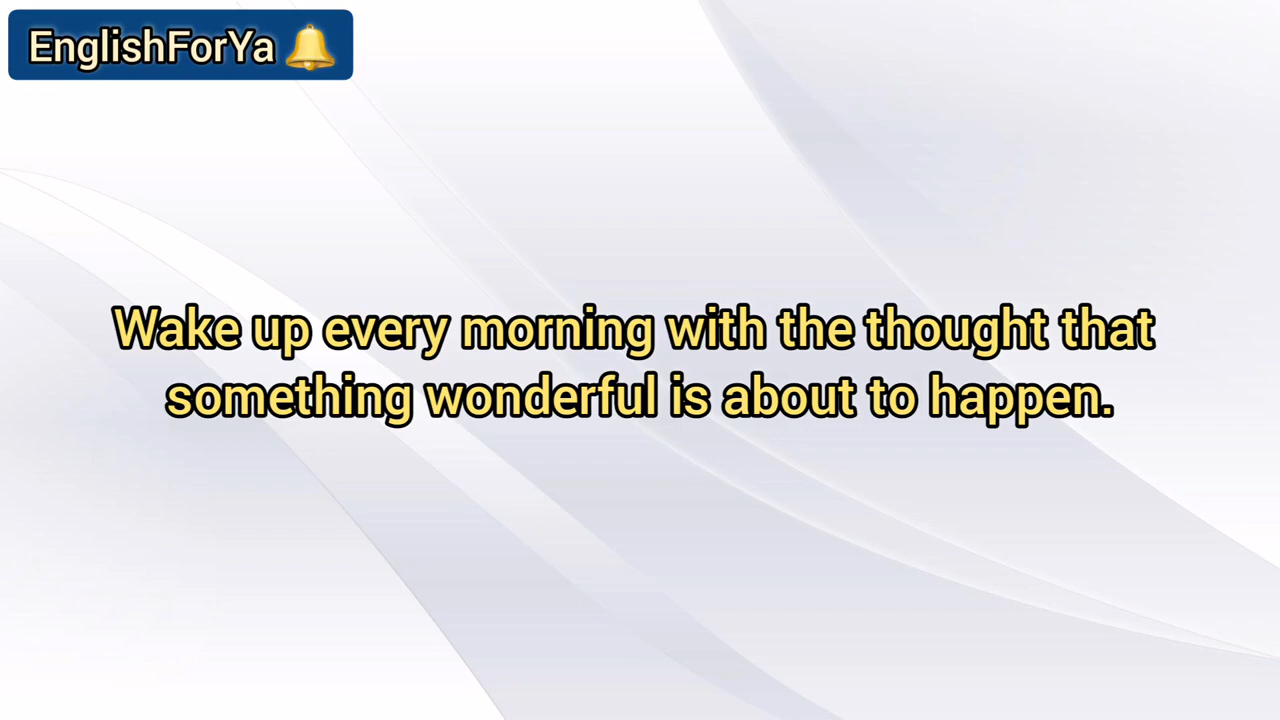 EnglishForYa 🔔
Wake up every morning with the thought that
something wonderful is about to happen.